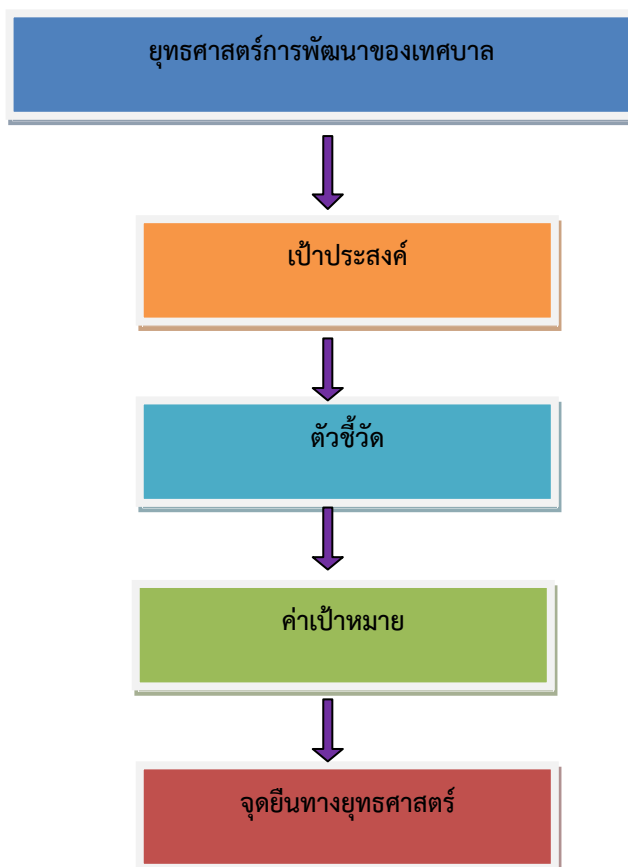 ยุทธศาสตร์การพัฒนาของเทศบาล
เป้าประสงค์
ตัวชี้วัด
ค่าเป้าหมาย
จุดยืนทางยุทธศาสตร์